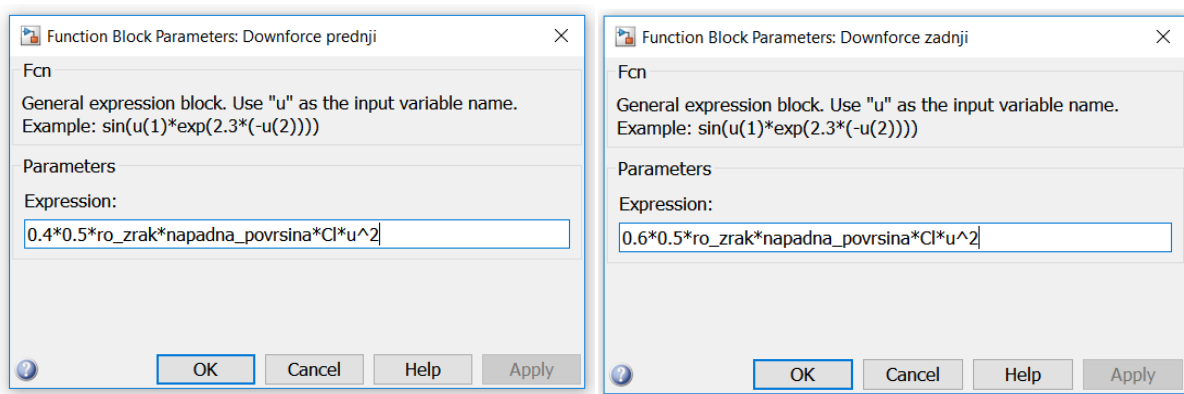 Function Block Parameters: Downforce prednji
Fcn
General expression block. Use "u" as the input variable name.
Example: sin(u(1)*exp(2.3*(-u(2))))
Parameters
Expression:
0.4*0.5*ro_zrak*napadna_povrsina*Cl*u^2
OK
Cancel
Help
Apply
Function Block Parameters: Downforce zadnji
Fcn
General expression block. Use "u" as the input variable name.
Example: sin(u(1)*exp(2.3*(-u(2))))
Parameters
Expression:
0.6*0.5*ro_zrak*napadna_povrsina*Cl*u^2
OK
Cancel
Help
Apply